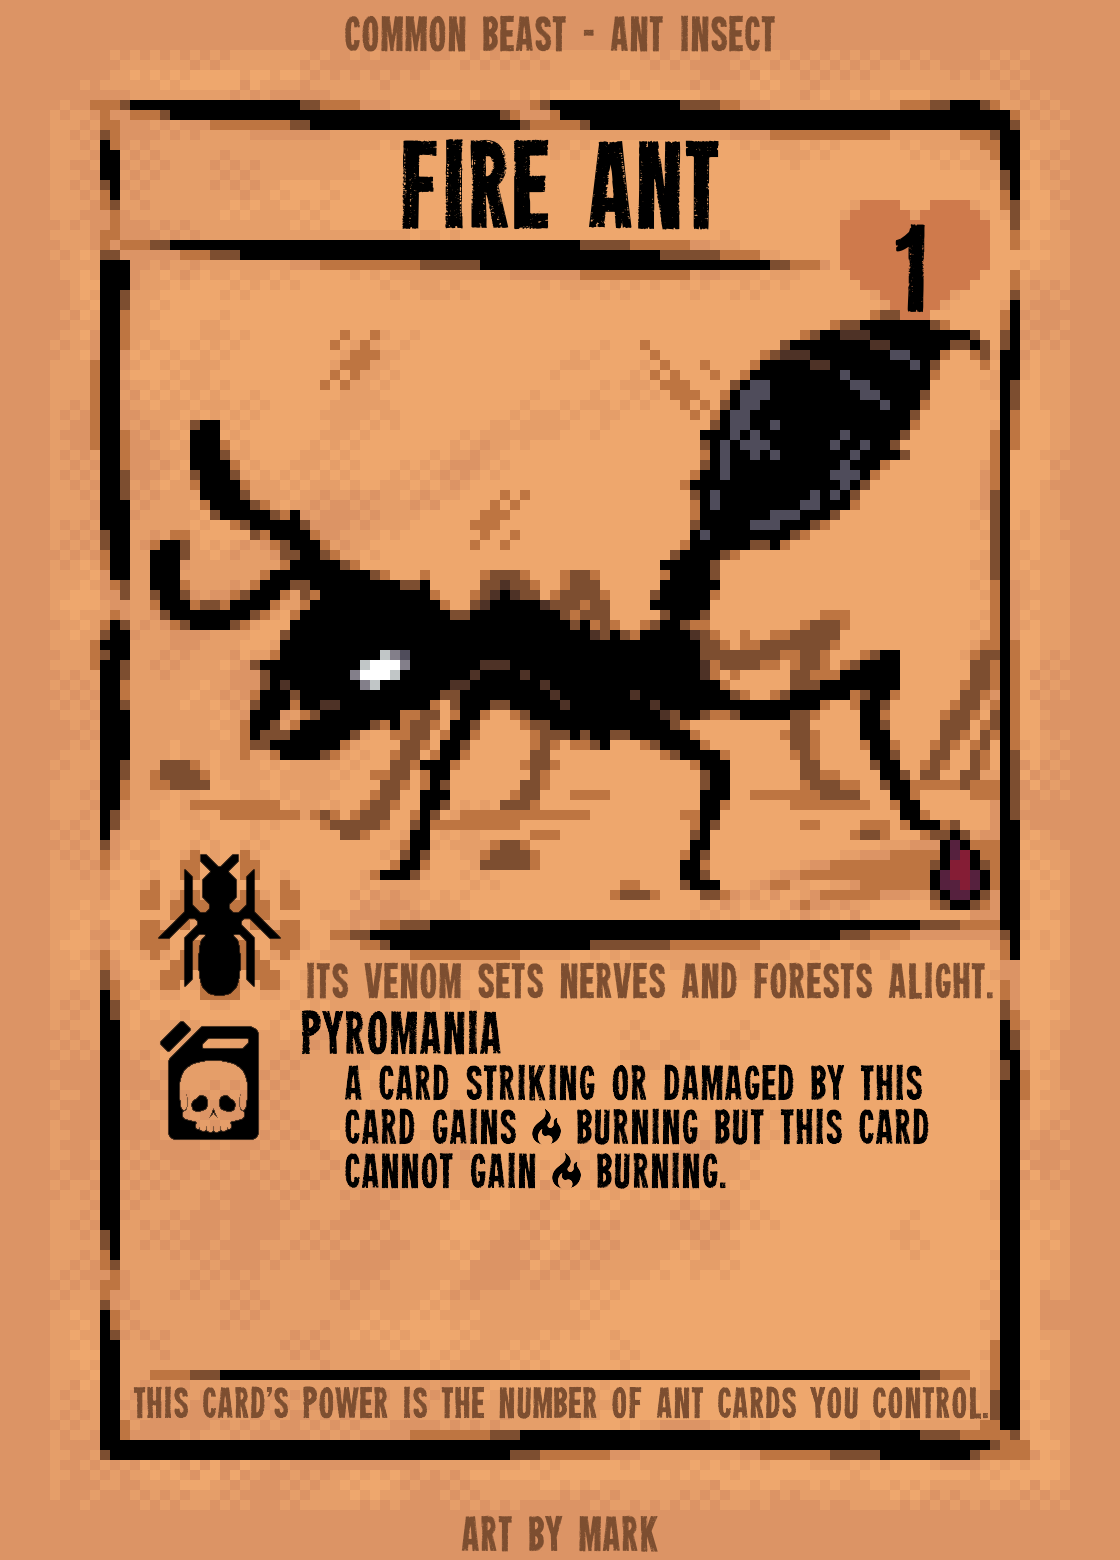 COMMON BEAST - ANT INSECT
FIRE ANT
1
ITS VENOM SETS NERVES AND FORESTS ALIGHT.
PYROMANIA
A CARD STRIKING OR DAMAGED BY THIS
CARD GAINS BURNING BUT THIS CARD
CANNOT GAIN BURNING.
THIS CARD'S POWER IS THE NUMBER OF ANT CARDS YOU CONTROL.
ART BY MARK